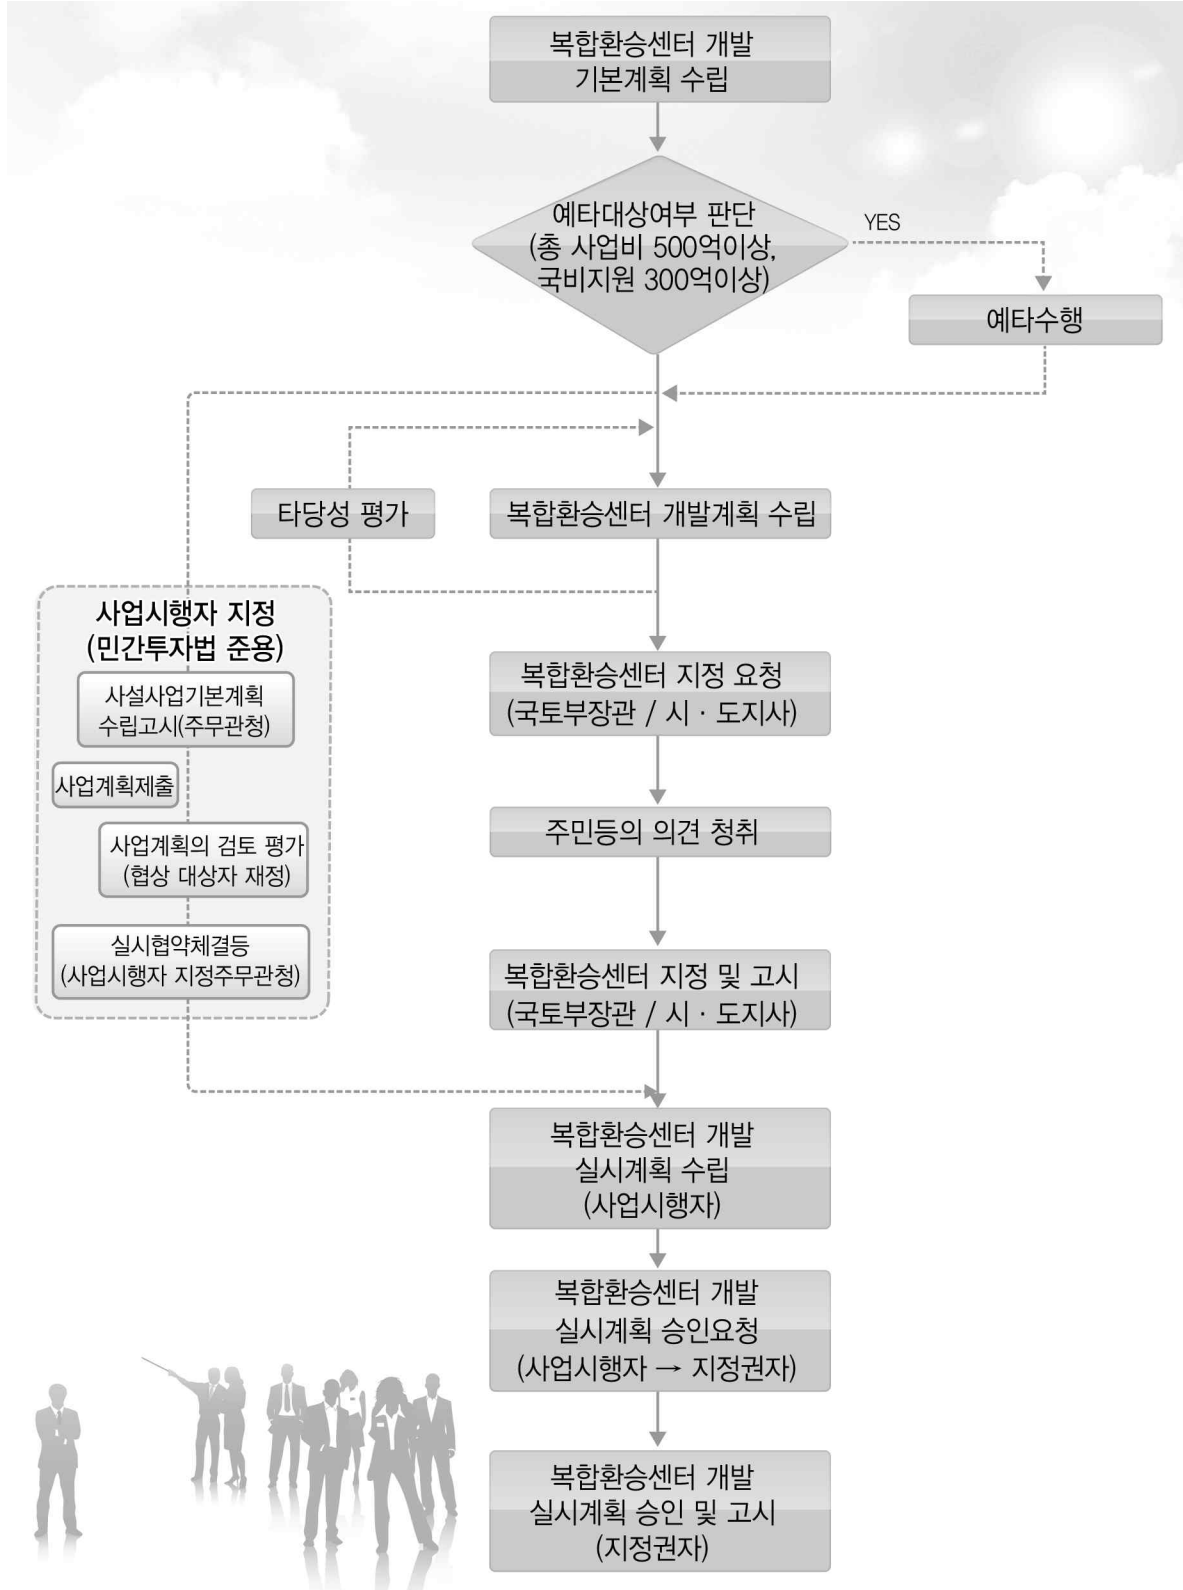 복합환승센터 개발
기본계획 수립
예타대상여부 판단
(총 사업비 500억이상,
국비지원 300억이상)
YES
예타수행
타당성 평가
복합환승센터 개발계획 수립
사업시행자 지정
(민간투자법 준용)
사설사업기본계획
수립고시(주무관청)
사업계획제출
사업계획의 검토 평가
(협상 대상자 재정)
실시협약체결등
(사업시행자 지정주무관청)
복합환승센터 지정 요청
(국토부장관 / 시 · 도지사)
주민등의 의견 청취
복합환승센터 지정 및 고시
(국토부장관 / 시 · 도지사)
복합환승센터 개발
실시계획 수립
(사업시행자)
복합환승센터 개발
실시계획 승인요청
(사업시행자 → 지정권자)
복합환승센터 개발
실시계획 승인 및 고시
(지정권자)